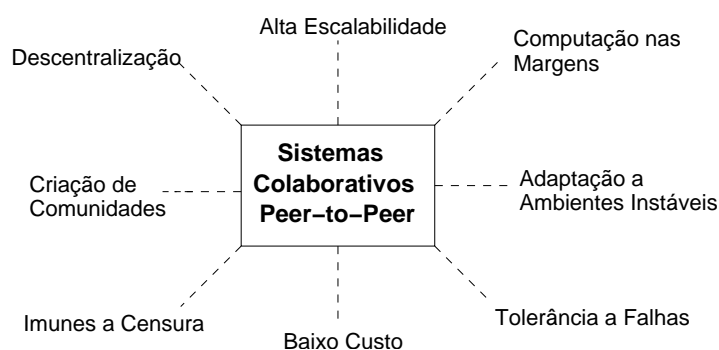 Alta Escalabilidade
Computação nas
Margens
Descentralização
Sistemas
Colaborativos
Peer−to−Peer
Criação de
Comunidades
Adaptação a
Ambientes Instáveis
Imunes a Censura
Baixo Custo
Tolerância a Falhas